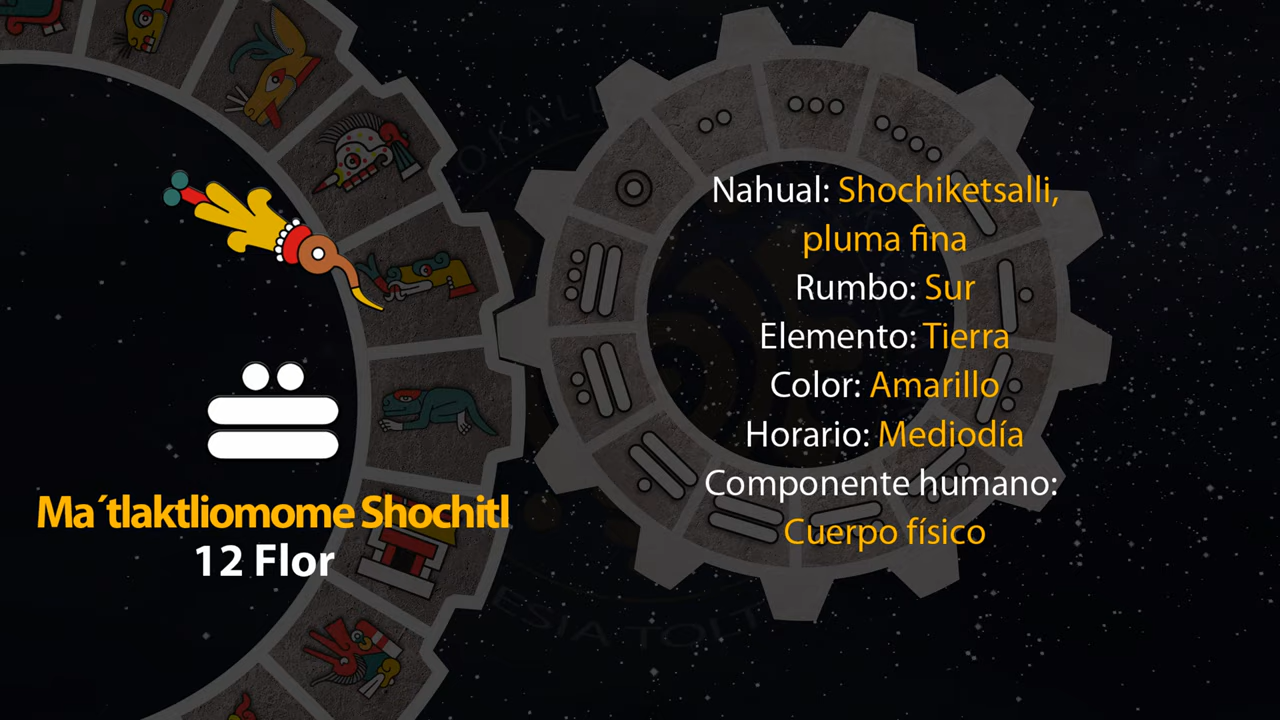 Nahual: Shochiketsalli,
pluma fina
Rumbo: Sur
Elemento: Tierra
Color: Amarillo
Horario: Mediodía
Componente humano:
Cuerpo físico
Ma´tlaktliomome Shochitl
12 Flor